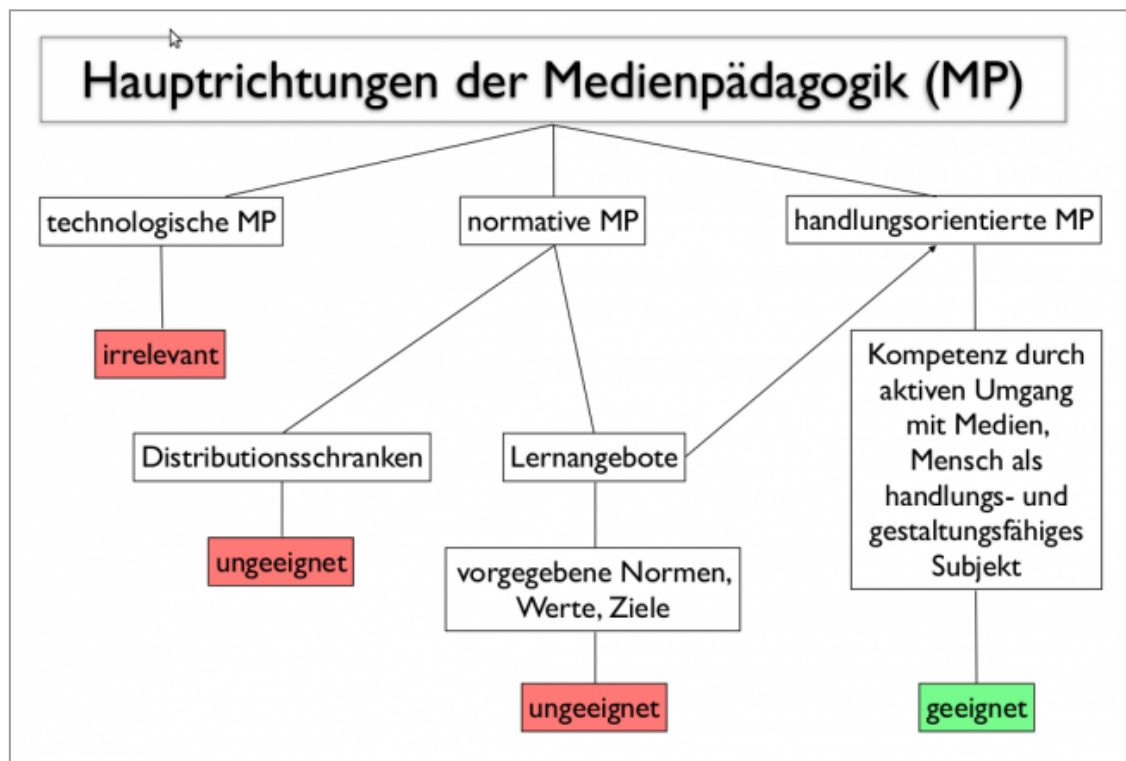 Hauptrichtungen der Medienpädagogik (MP)
technologische MP
normative MP
handlungsorientierte MP
irrelevant
Kompetenz durch
aktiven Umgang
mit Medien,
Mensch als
handlungs- und
gestaltungsfähiges
Subjekt
Distributionsschranken
Lernangebote
ungeeignet
vorgegebene Normen,
Werte, Ziele
ungeeignet
geeignet